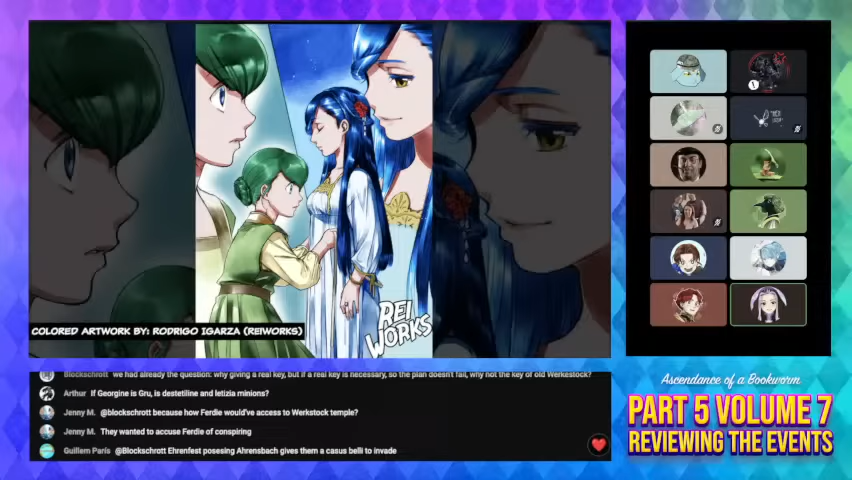 REI
WORKS
COLORED ARTWORK BY: RODRIGO IGARZA (REIWORKS)
Blockschrott we had already the question: why giving a real key, but if a real key is necessary, so the plan doesn't fail, why not the key of old Werkestock?
Arthur If Georgine is Gru, is destetiline and letizia minions?
Jenny M. @blockschrott because how Ferdie would've access to Werkstock temple?
Jenny M. They wanted to accuse Ferdie of conspiring
Guillem París @Blockschrott Ehrenfest posesing Ahrensbach gives them a casus belli to invade
Ascendance of a Bookworm
PART 5 VOLUME 7
REVIEWING THE EVENTS